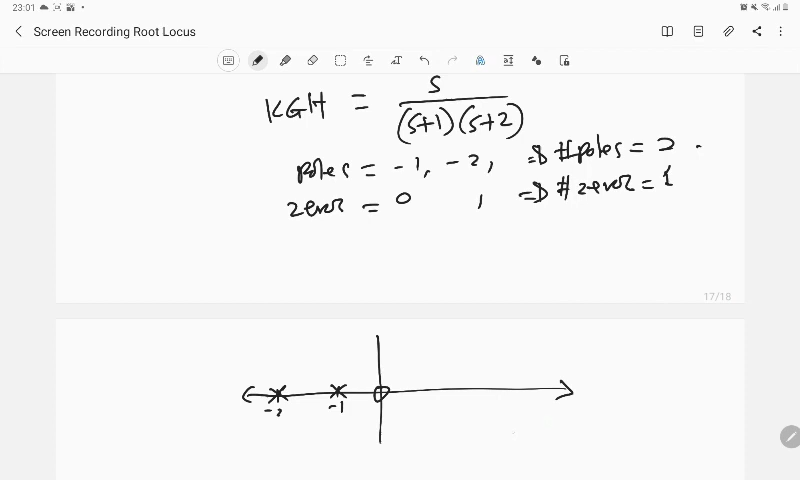 23:01
Screen Recording Root Locus
KGH = s / (s+1)(s+2)
poles = -1, -2, => #poles = 2
zeros = 0 , => #zeros = 1
17/18
-2 -1